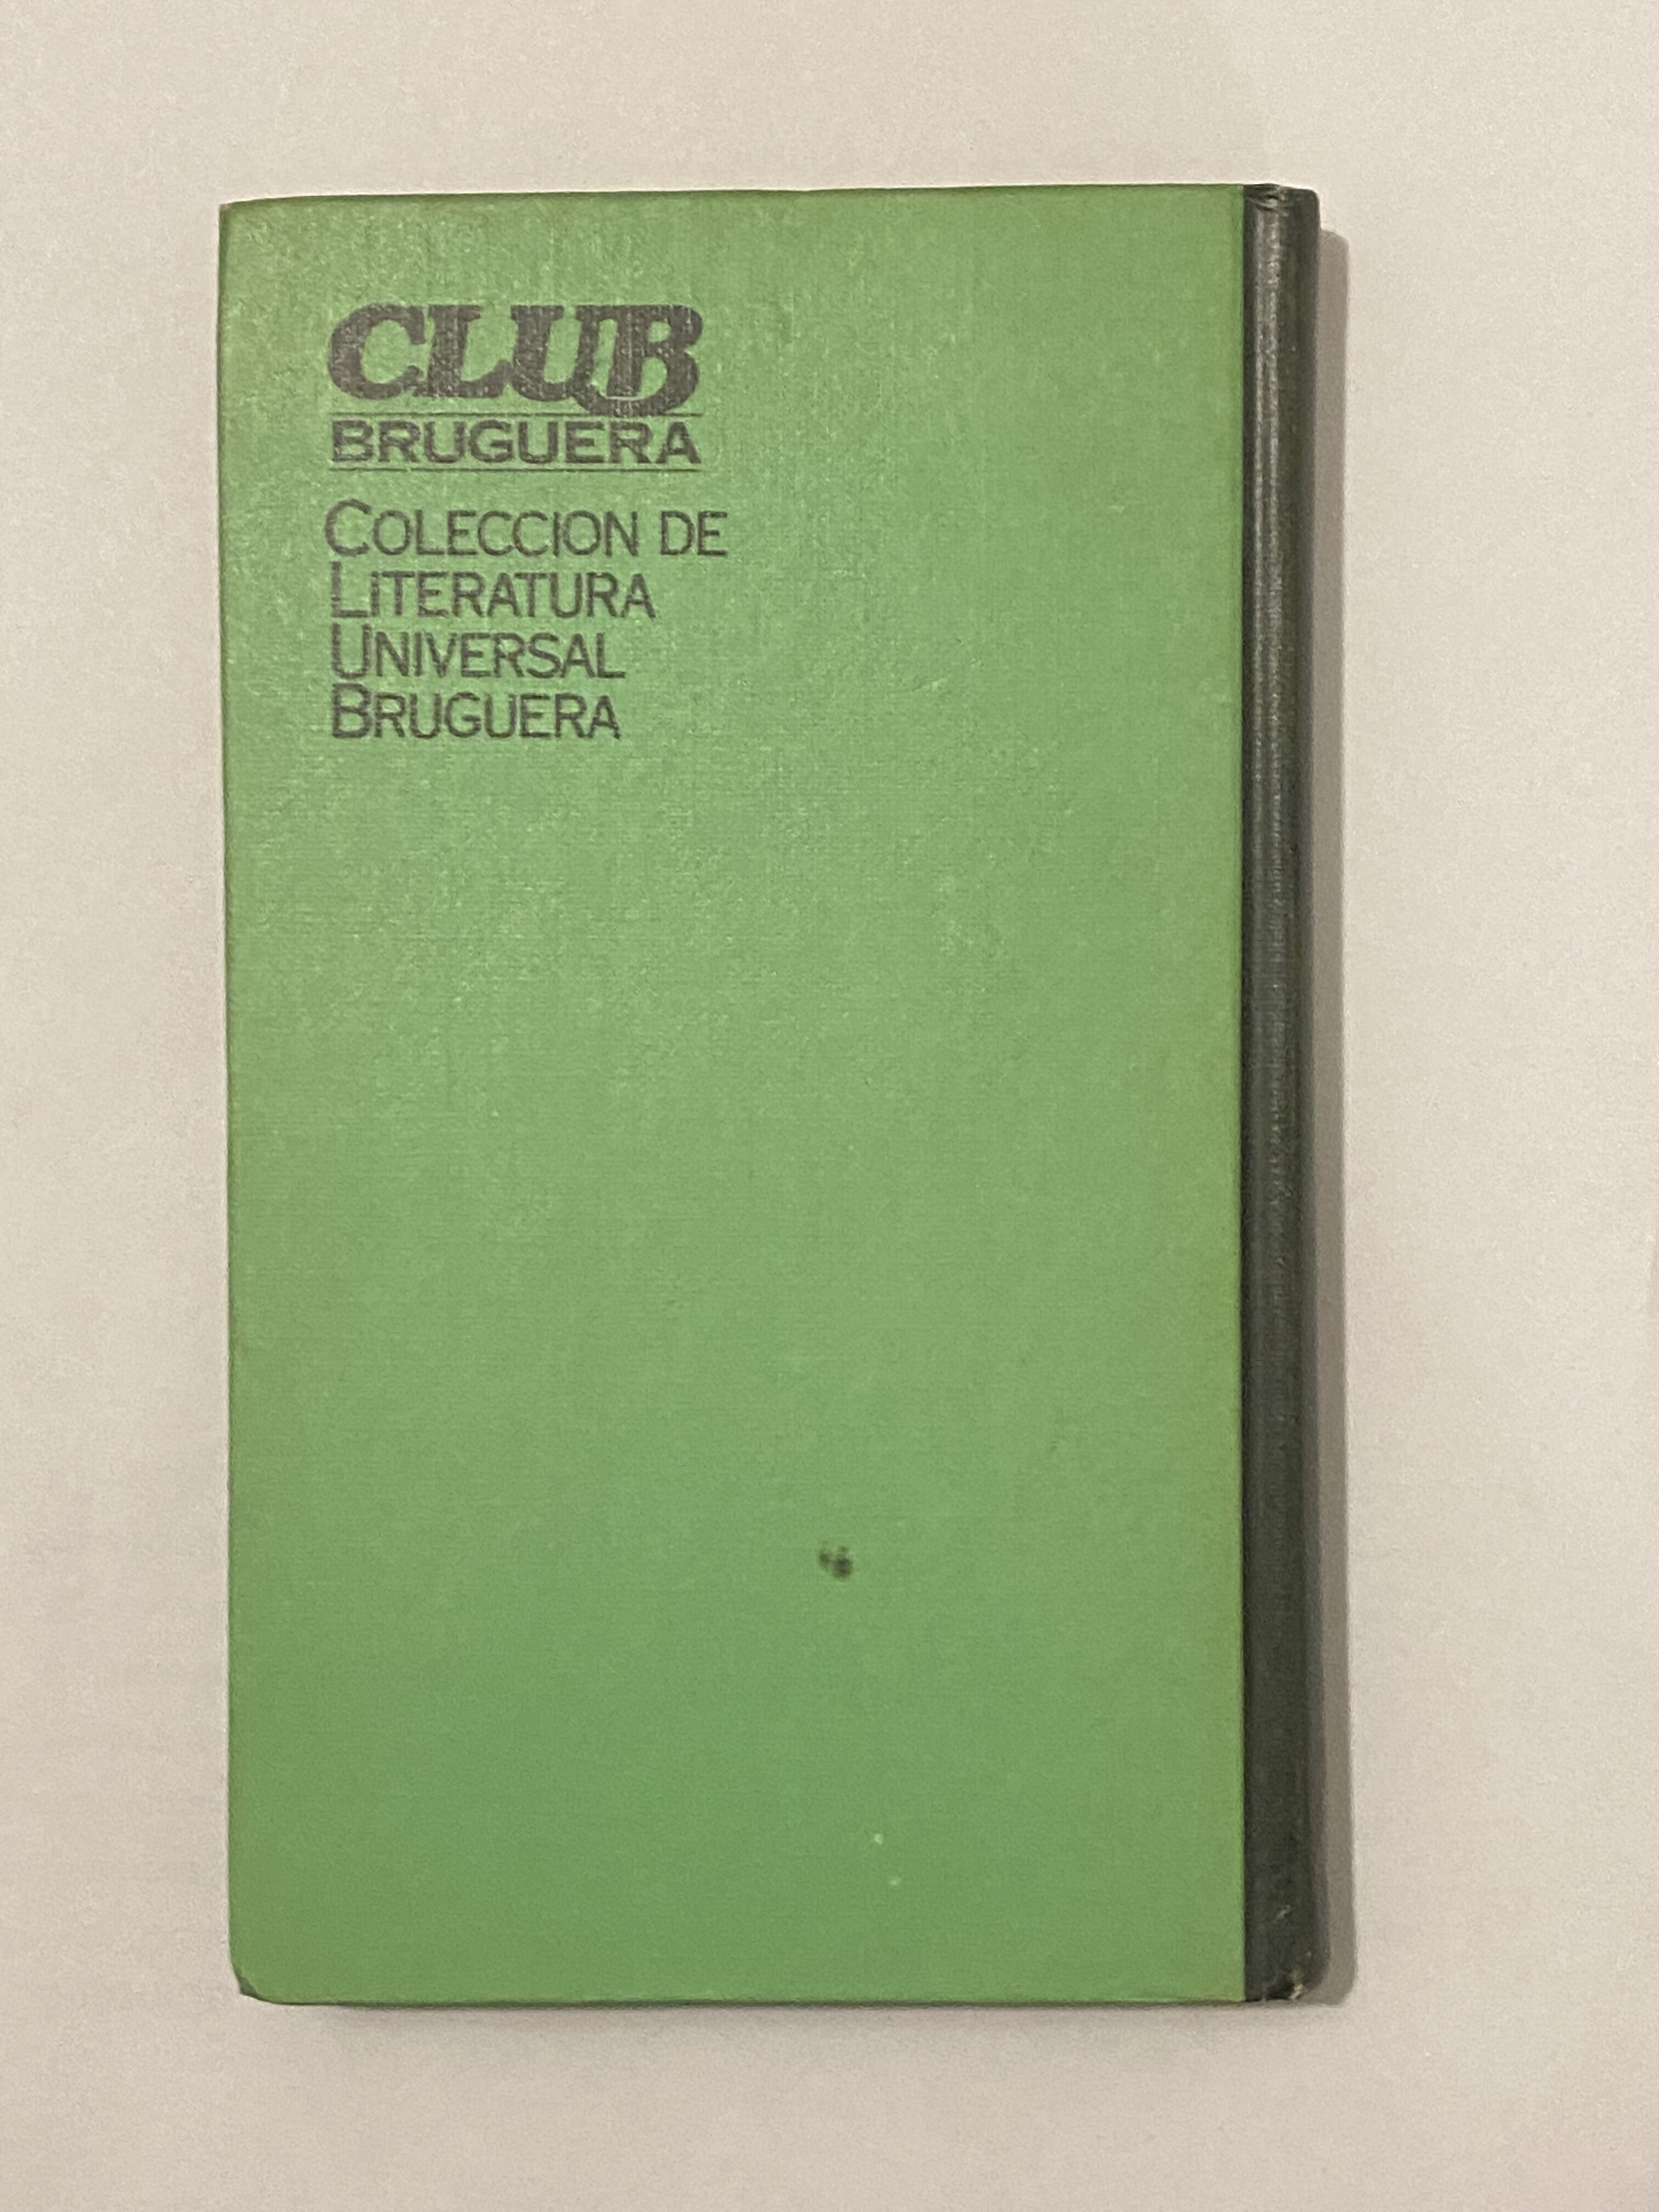 CLUB
BRUGUERA
COLECCION DE
LITERATURA
UNIVERSAL
BRUGUERA